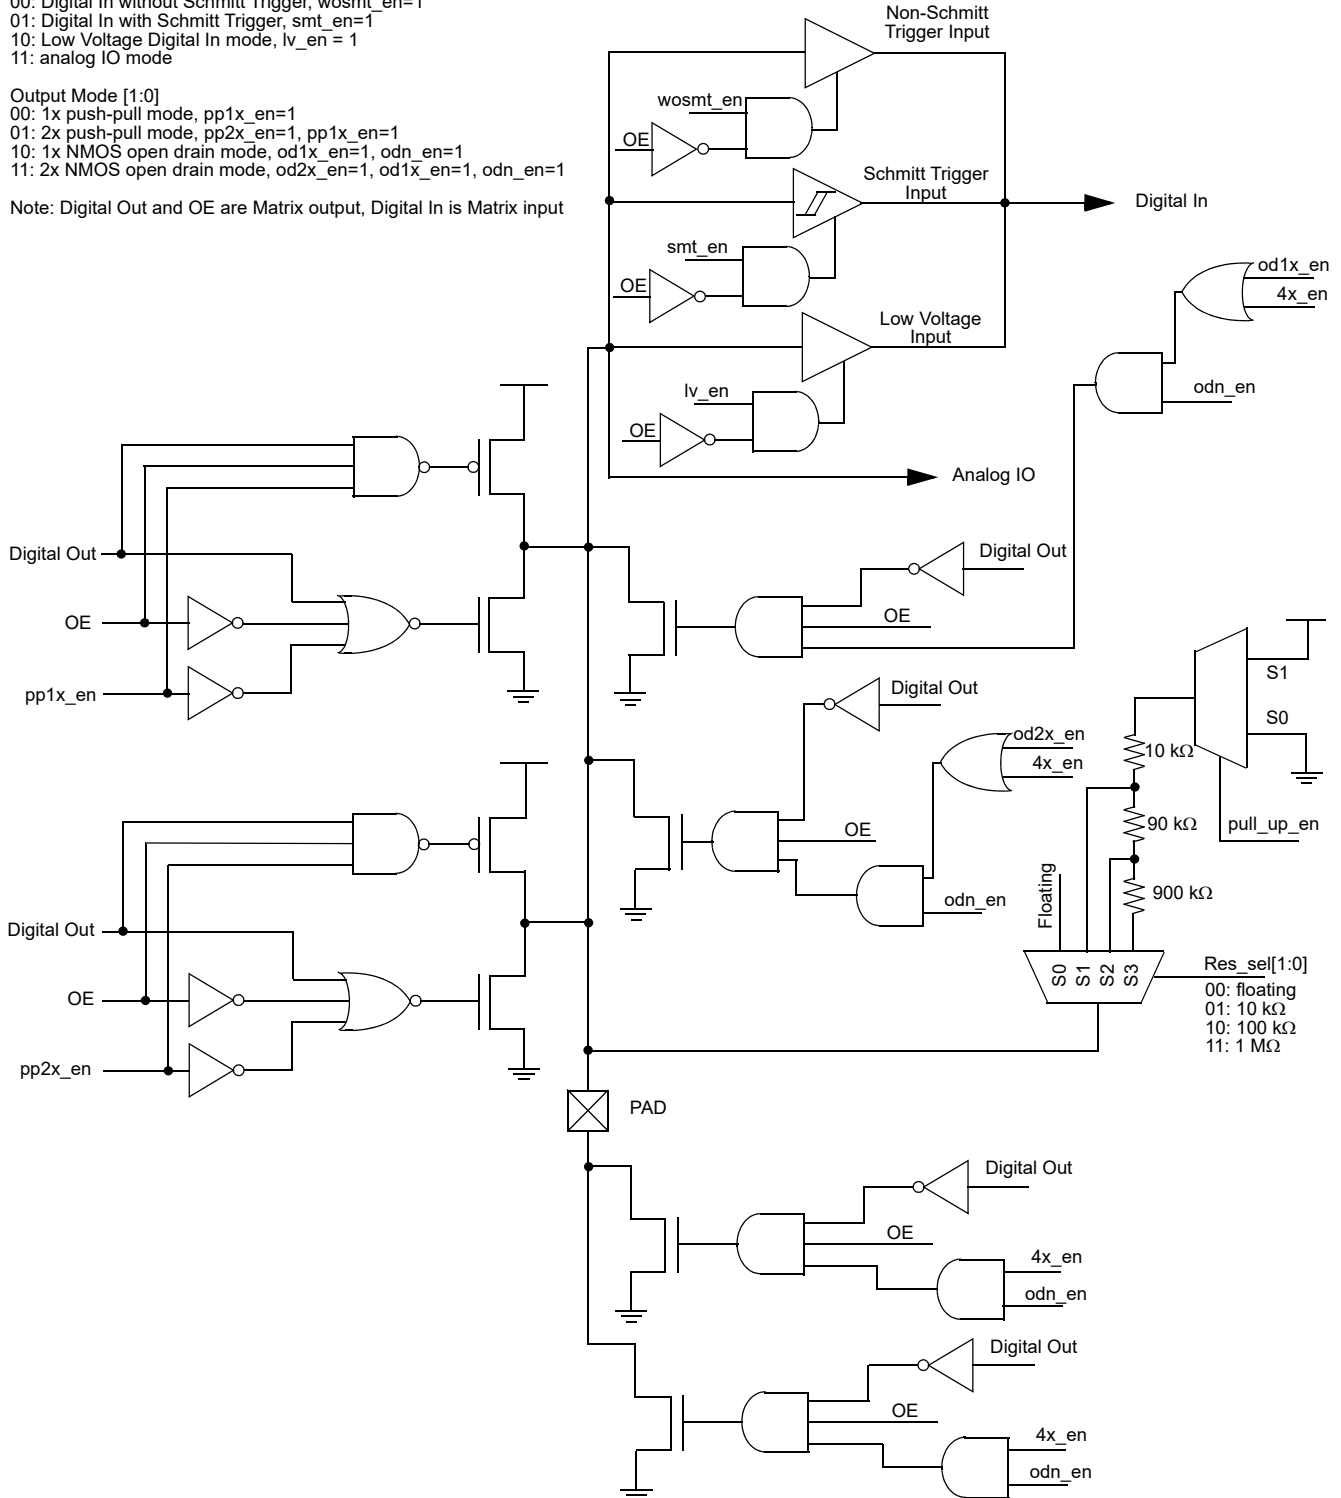 00: Digital In without Schmitt Trigger, wosmt_en=1
01: Digital In with Schmitt Trigger, smt_en=1
10: Low Voltage Digital In mode, lv_en = 1
11: analog IO mode
Output Mode [1:0]
00: 1x push-pull mode, pp1x_en=1
01: 2x push-pull mode, pp2x_en=1, pp1x_en=1
10: 1x NMOS open drain mode, od1x_en=1, odn_en=1
11: 2x NMOS open drain mode, od2x_en=1, od1x_en=1, odn_en=1
Note: Digital Out and OE are Matrix output, Digital In is Matrix input
Non-Schmitt
Trigger Input
wosmt_en
OE
Schmitt Trigger
Input
Digital In
smt_en
OE
od1x_en
4x_en
Low Voltage
Input
lv_en
OE
odn_en
Analog IO
Digital Out
OE
pp1x_en
Digital Out
OE
S1
S0
10 kΩ
90 kΩ
900 kΩ
pull_up_en
Digital Out
od2x_en
4x_en
OE
odn_en
Floating
S0
S1
S2
S3
Res_sel[1:0]
00: floating
01: 10 kΩ
10: 100 kΩ
11: 1 MΩ
Digital Out
OE
pp2x_en
PAD
Digital Out
OE
4x_en
odn_en
Digital Out
OE
4x_en
odn_en